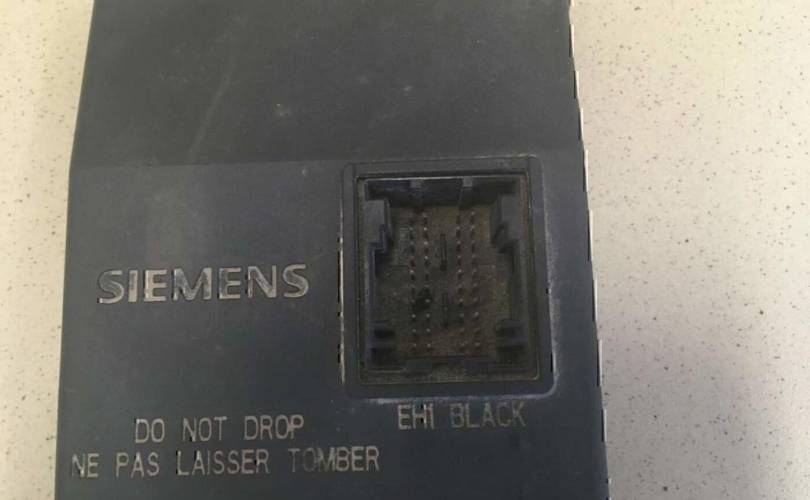 SIEMENS
EH1 BLACK
DO NOT DROP
NE PAS LAISSER TOMBER